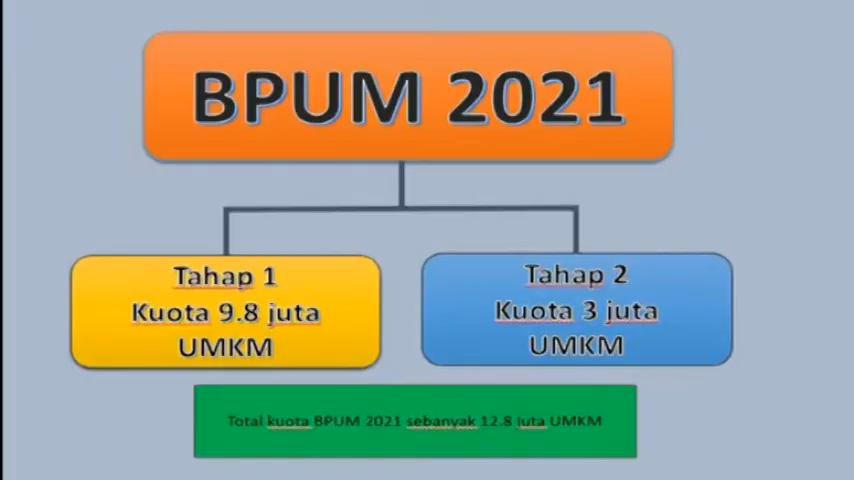 BPUM 2021
Tahap 1
Kuota 9.8 juta
UMKM
Tahap 2
Kuota 3 juta
UMKM
Total kuota BPUM 2021 sebanyak 12.8 juta UMKM